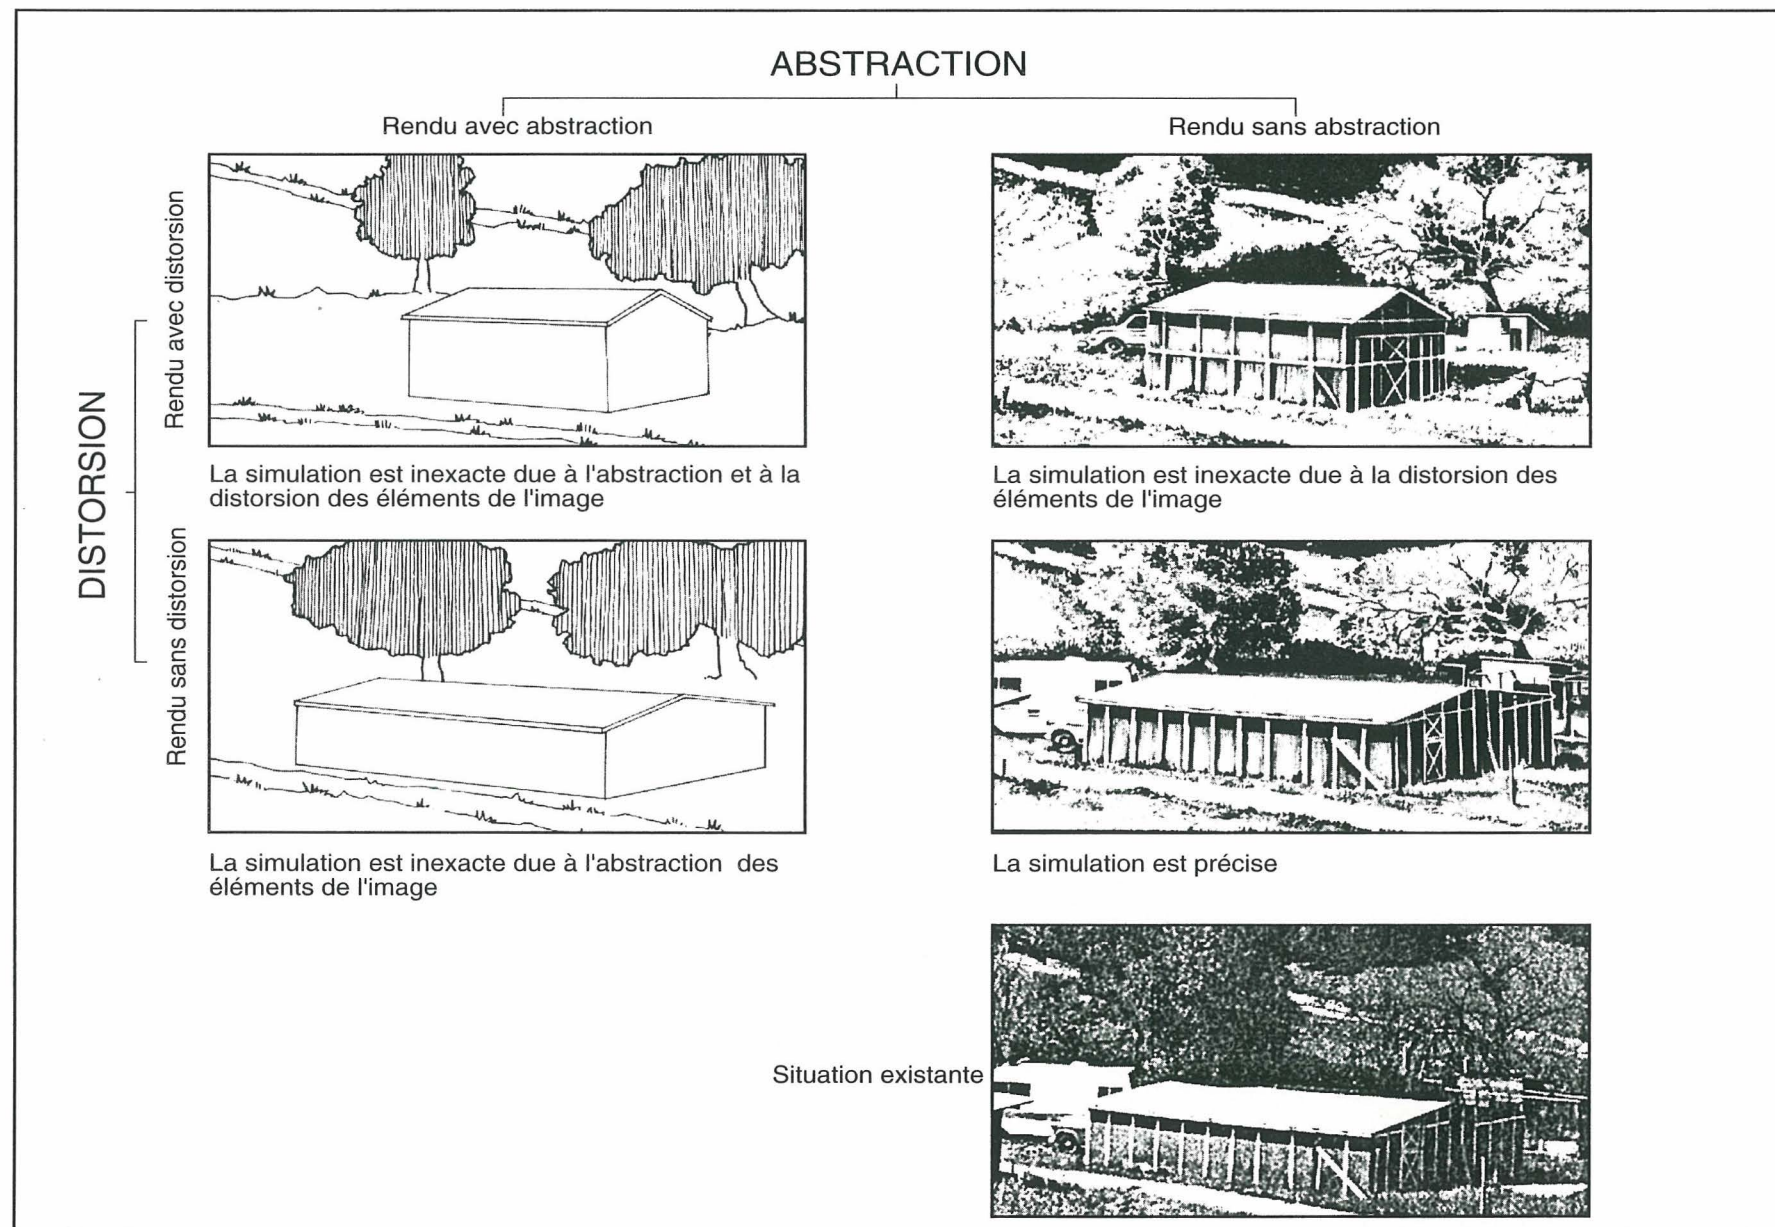 ABSTRACTION
Rendu avec abstraction
Rendu sans abstraction
DISTORSION
Rendu avec distorsion
La simulation est inexacte due à l'abstraction et à la
distorsion des éléments de l'image
La simulation est inexacte due à la distorsion des
éléments de l'image
Rendu sans distorsion
La simulation est inexacte due à l'abstraction des
éléments de l'image
La simulation est précise
Situation existante